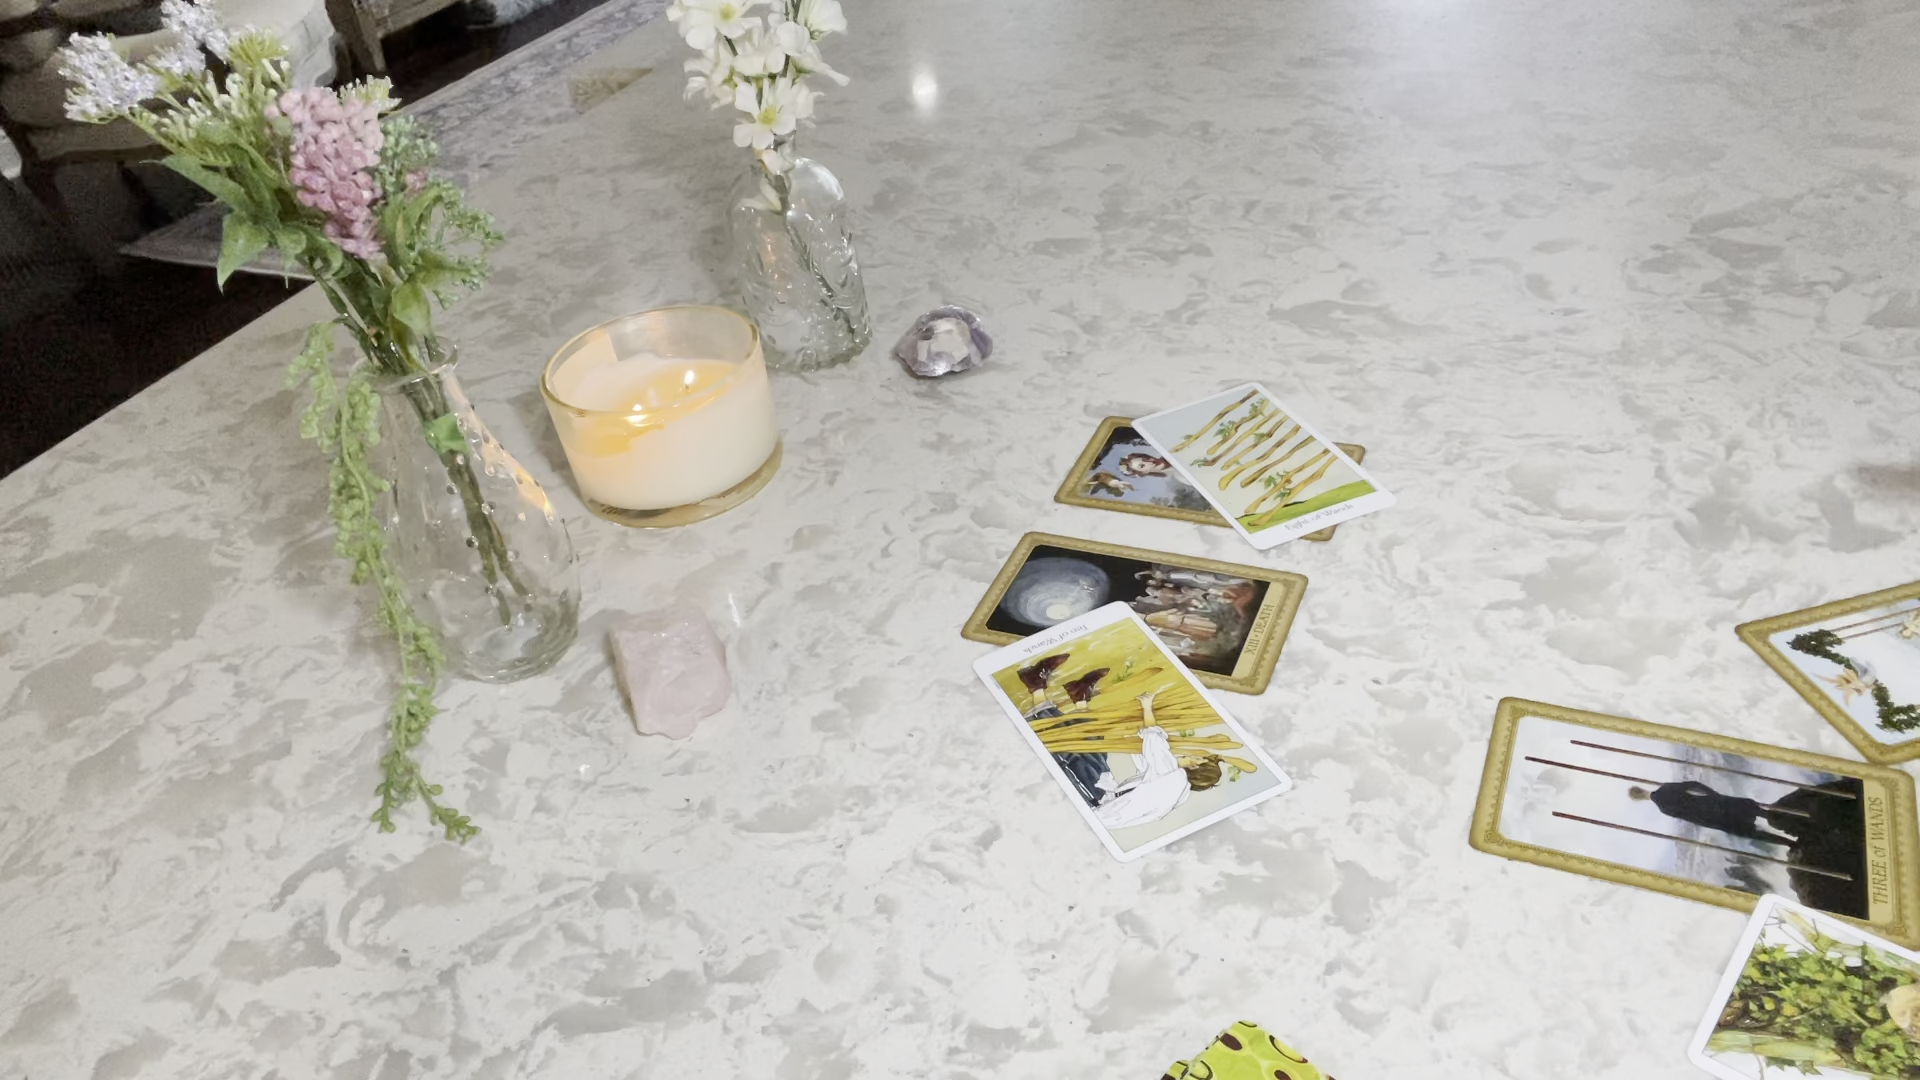 Eight of Wands
XIII • DEATH
Ten of Wands
THREE of WANDS